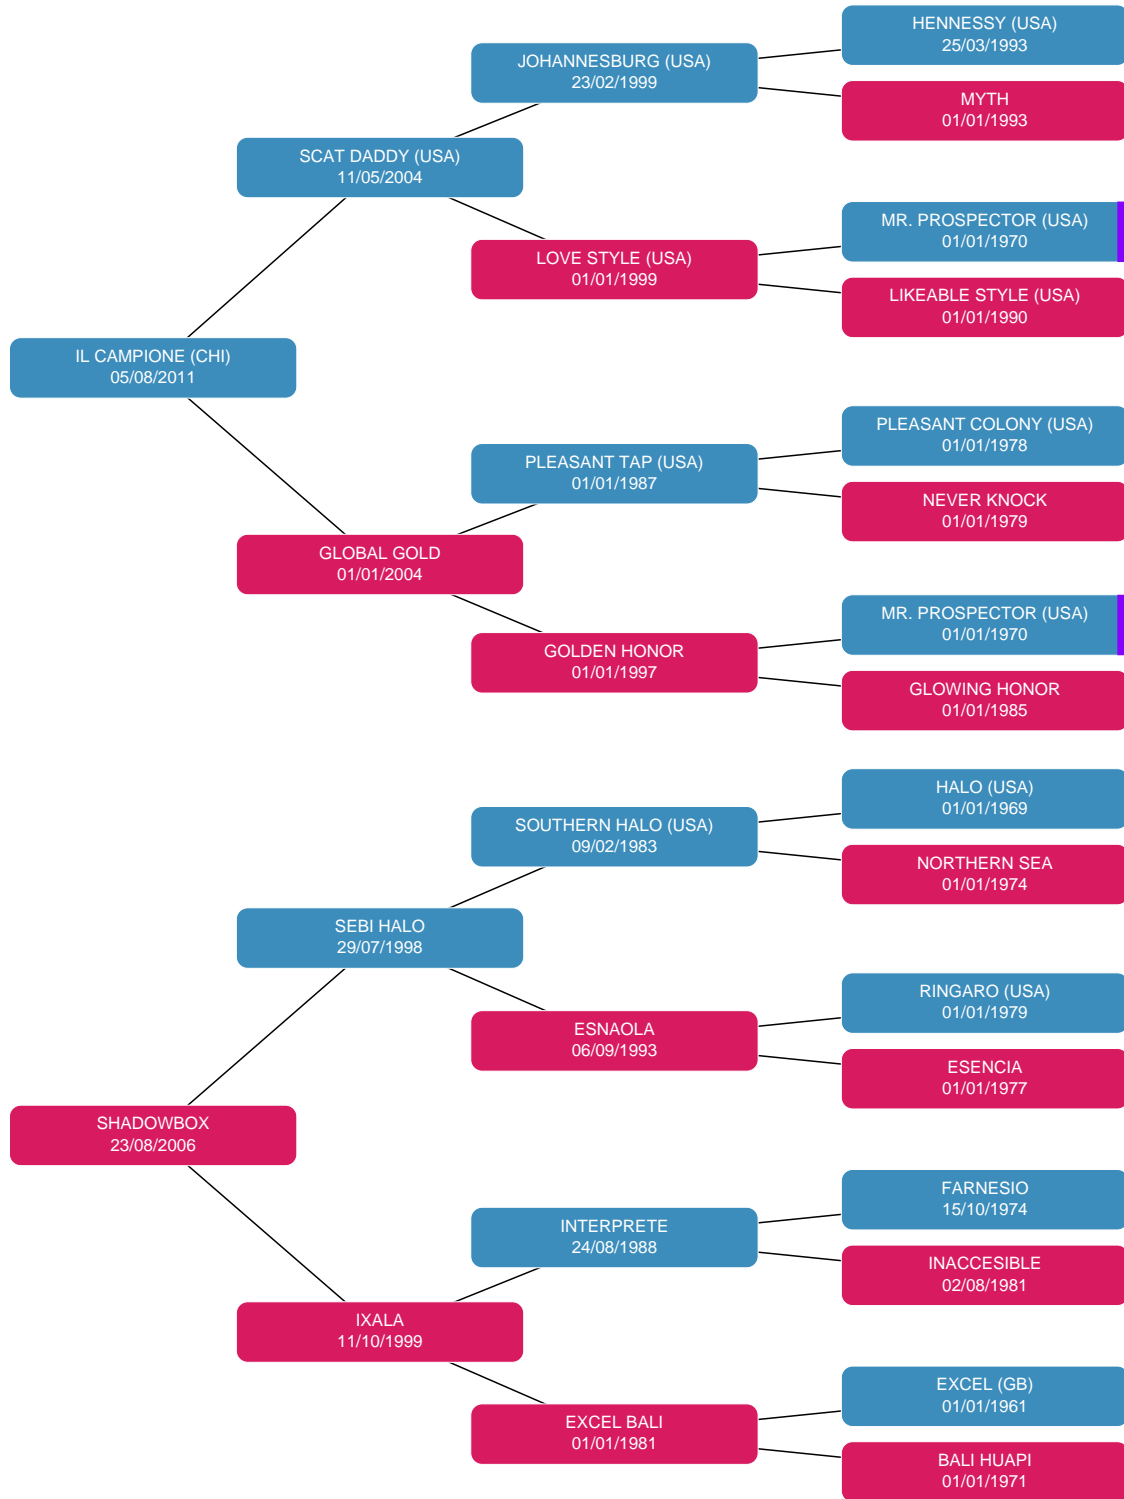 HENNESSY (USA)
25/03/1993
JOHANNESBURG (USA)
23/02/1999
MYTH
01/01/1993
SCAT DADDY (USA)
11/05/2004
MR. PROSPECTOR (USA)
01/01/1970
LOVE STYLE (USA)
01/01/1999
LIKEABLE STYLE (USA)
01/01/1990
IL CAMPIONE (CHI)
05/08/2011
PLEASANT COLONY (USA)
01/01/1978
PLEASANT TAP (USA)
01/01/1987
NEVER KNOCK
01/01/1979
GLOBAL GOLD
01/01/2004
MR. PROSPECTOR (USA)
01/01/1970
GOLDEN HONOR
01/01/1997
GLOWING HONOR
01/01/1985
HALO (USA)
01/01/1969
SOUTHERN HALO (USA)
09/02/1983
NORTHERN SEA
01/01/1974
SEBI HALO
29/07/1998
RINGARO (USA)
01/01/1979
ESNAOLA
06/09/1993
ESENCIA
01/01/1977
SHADOWBOX
23/08/2006
FARNESIO
15/10/1974
INTERPRETE
24/08/1988
INACCESIBLE
02/08/1981
IXALA
11/10/1999
EXCEL (GB)
01/01/1961
EXCEL BALI
01/01/1981
BALI HUAPI
01/01/1971